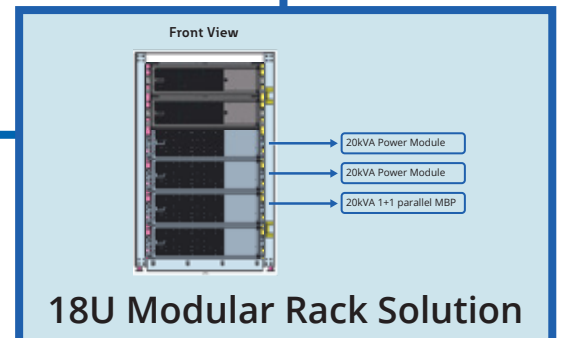 Front View
20kVA Power Module
20kVA Power Module
20kVA 1+1 parallel MBP
18U Modular Rack Solution